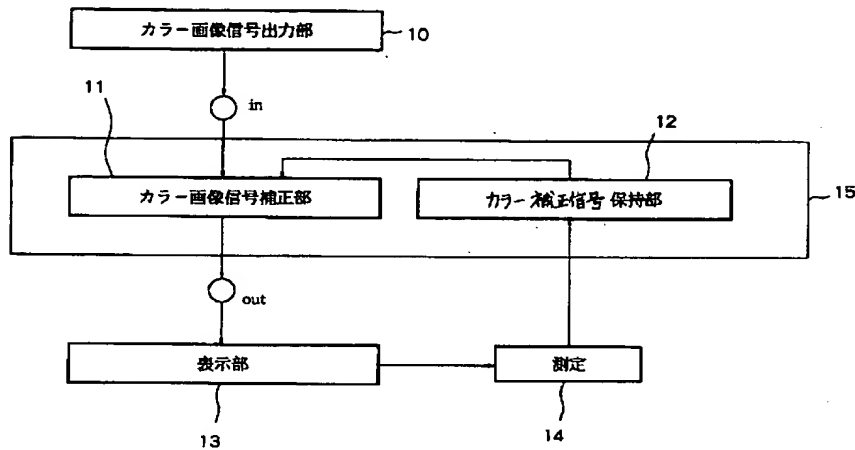 カラー画像信号出力部
10
in
11
12
カラー画像信号補正部
カラー補正信号 保持部
15
out
表示部
測定
13
14